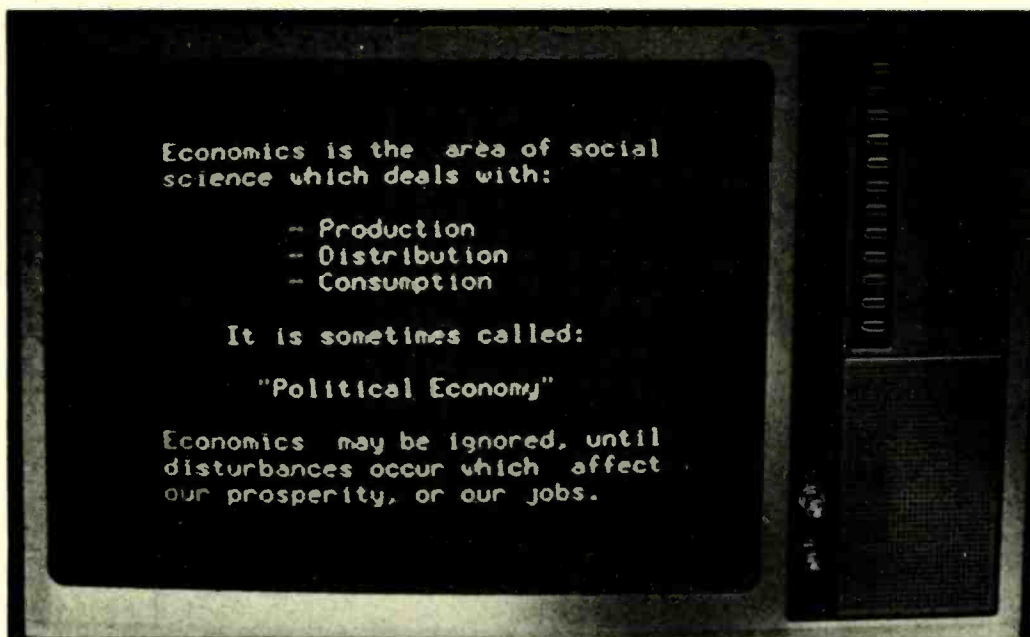 Economics is the area of social
science which deals with:
- Production
- Distribution
- Consumption
It is sometimes called:
"Political Economy"
Economics may be ignored, until
disturbances occur which affect
our prosperity, or our jobs.